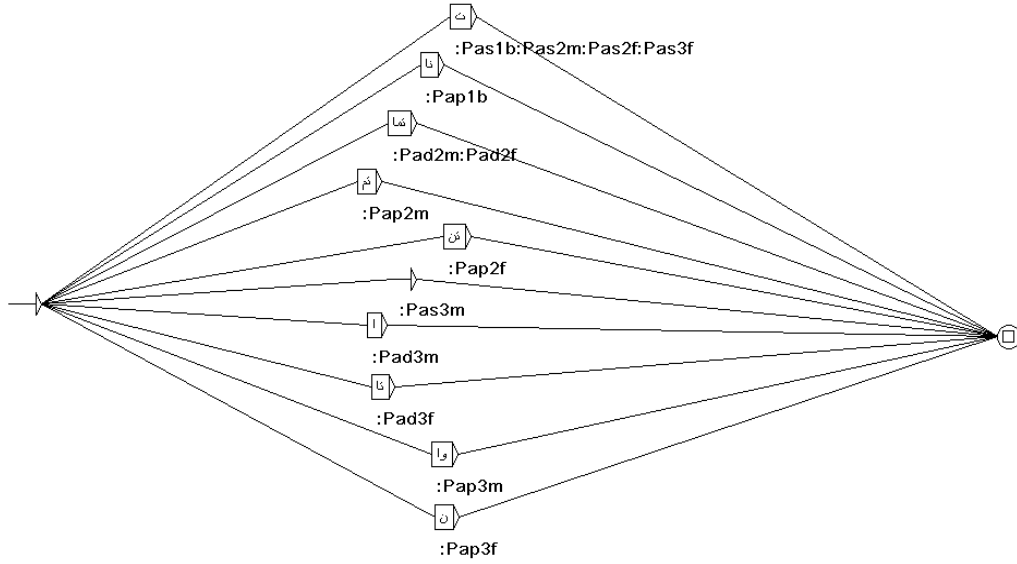 ت
:Pas1b:Pas2m:Pas2f:Pas3f
نا
:Pap1b
تما
:Pad2m:Pad2f
تم
:Pap2m
تن
:Pap2f
:Pas3m
ا
:Pad3m
تا
:Pad3f
وا
:Pap3m
ن
:Pap3f